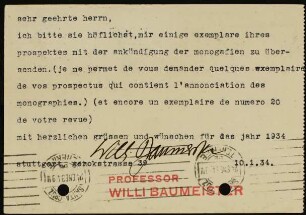 sehr geehrte herrn,
ich bitte sie höflichst, mir einige exemplare ihres
prospektes mit der ankündigung der monografien zu über-
senden. (je me permet de vous demander quelques exemplaire
de vos prospectus qui contient l'annonciation des
monographies.) (et encore un exemplaire de numero 20
de votre revue)
mit herzlichen grüssen und wünschen für das jahr 1934
Willi Baumeister
stuttgart, 39 10.1.34.
PROFESSOR
WILLI BAUMEISTER